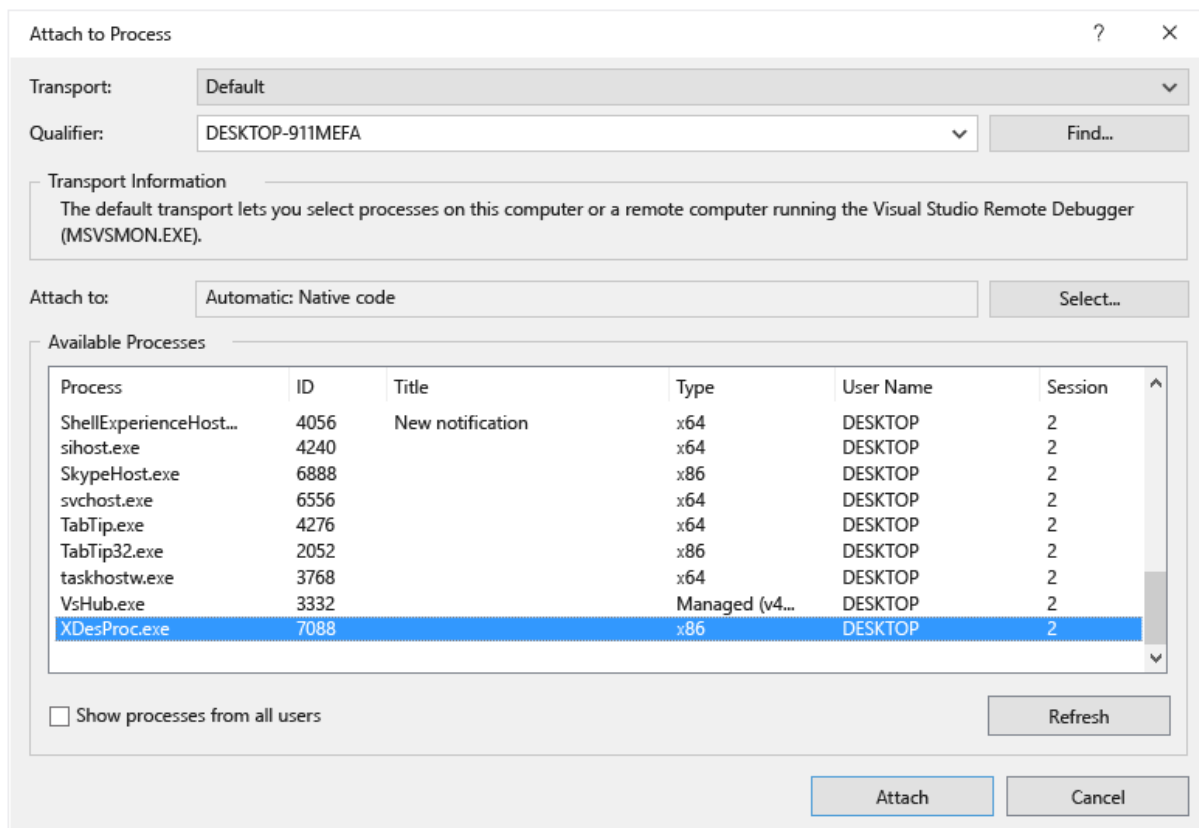 Attach to Process ? ×
Transport: Default
Qualifier: DESKTOP-911MEFA Find...
Transport Information
The default transport lets you select processes on this computer or a remote computer running the Visual Studio Remote Debugger
(MSVSMON.EXE).
Attach to: Automatic: Native code Select...
Available Processes
Process ID Title Type User Name Session
ShellExperienceHost... 4056 New notification x64 DESKTOP 2
sihost.exe 4240 x64 DESKTOP 2
SkypeHost.exe 6888 x86 DESKTOP 2
svchost.exe 6556 x64 DESKTOP 2
TabTip.exe 4276 x64 DESKTOP 2
TabTip32.exe 2052 x86 DESKTOP 2
taskhostw.exe 3768 x64 DESKTOP 2
VsHub.exe 3332 Managed (v4... DESKTOP 2
XDesProc.exe 7088 x86 DESKTOP 2
Show processes from all users Refresh
Attach Cancel